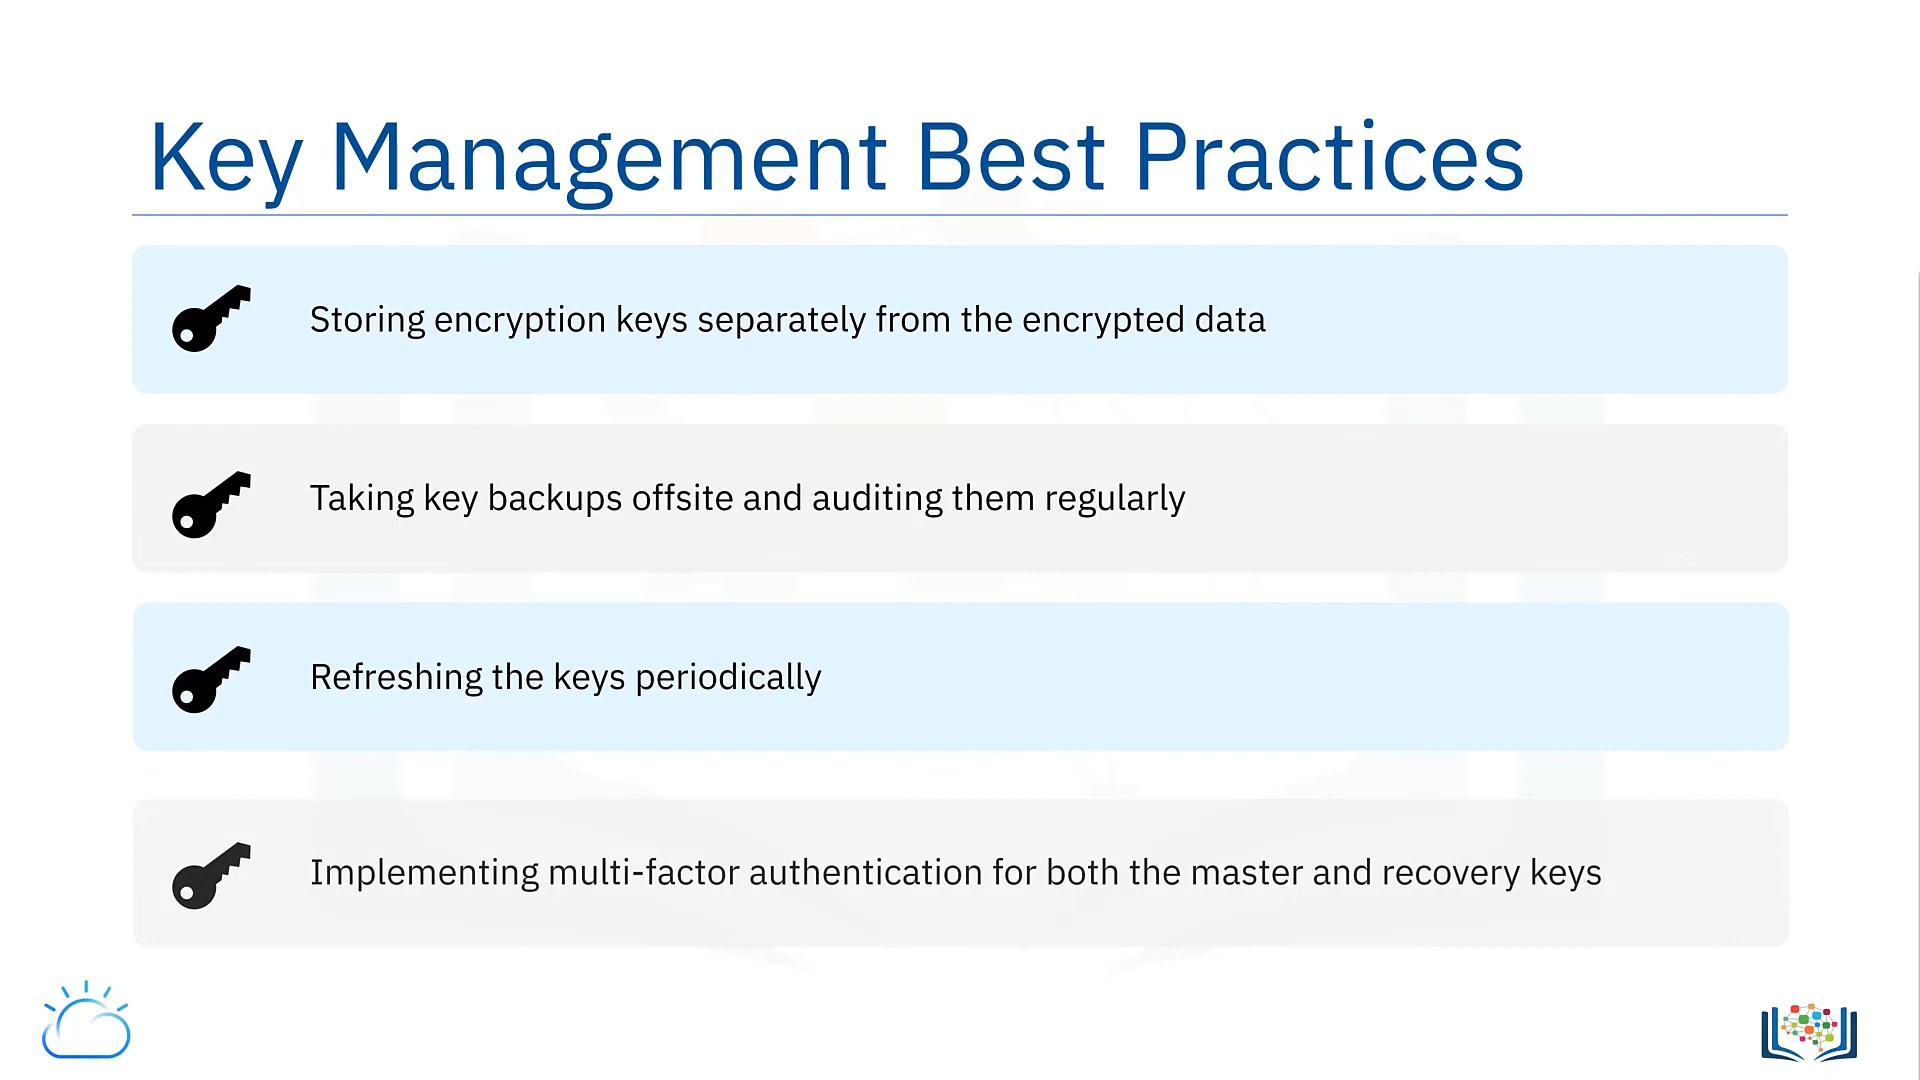 Key Management Best Practices
Storing encryption keys separately from the encrypted data
Taking key backups offsite and auditing them regularly
Refreshing the keys periodically
Implementing multi-factor authentication for both the master and recovery keys